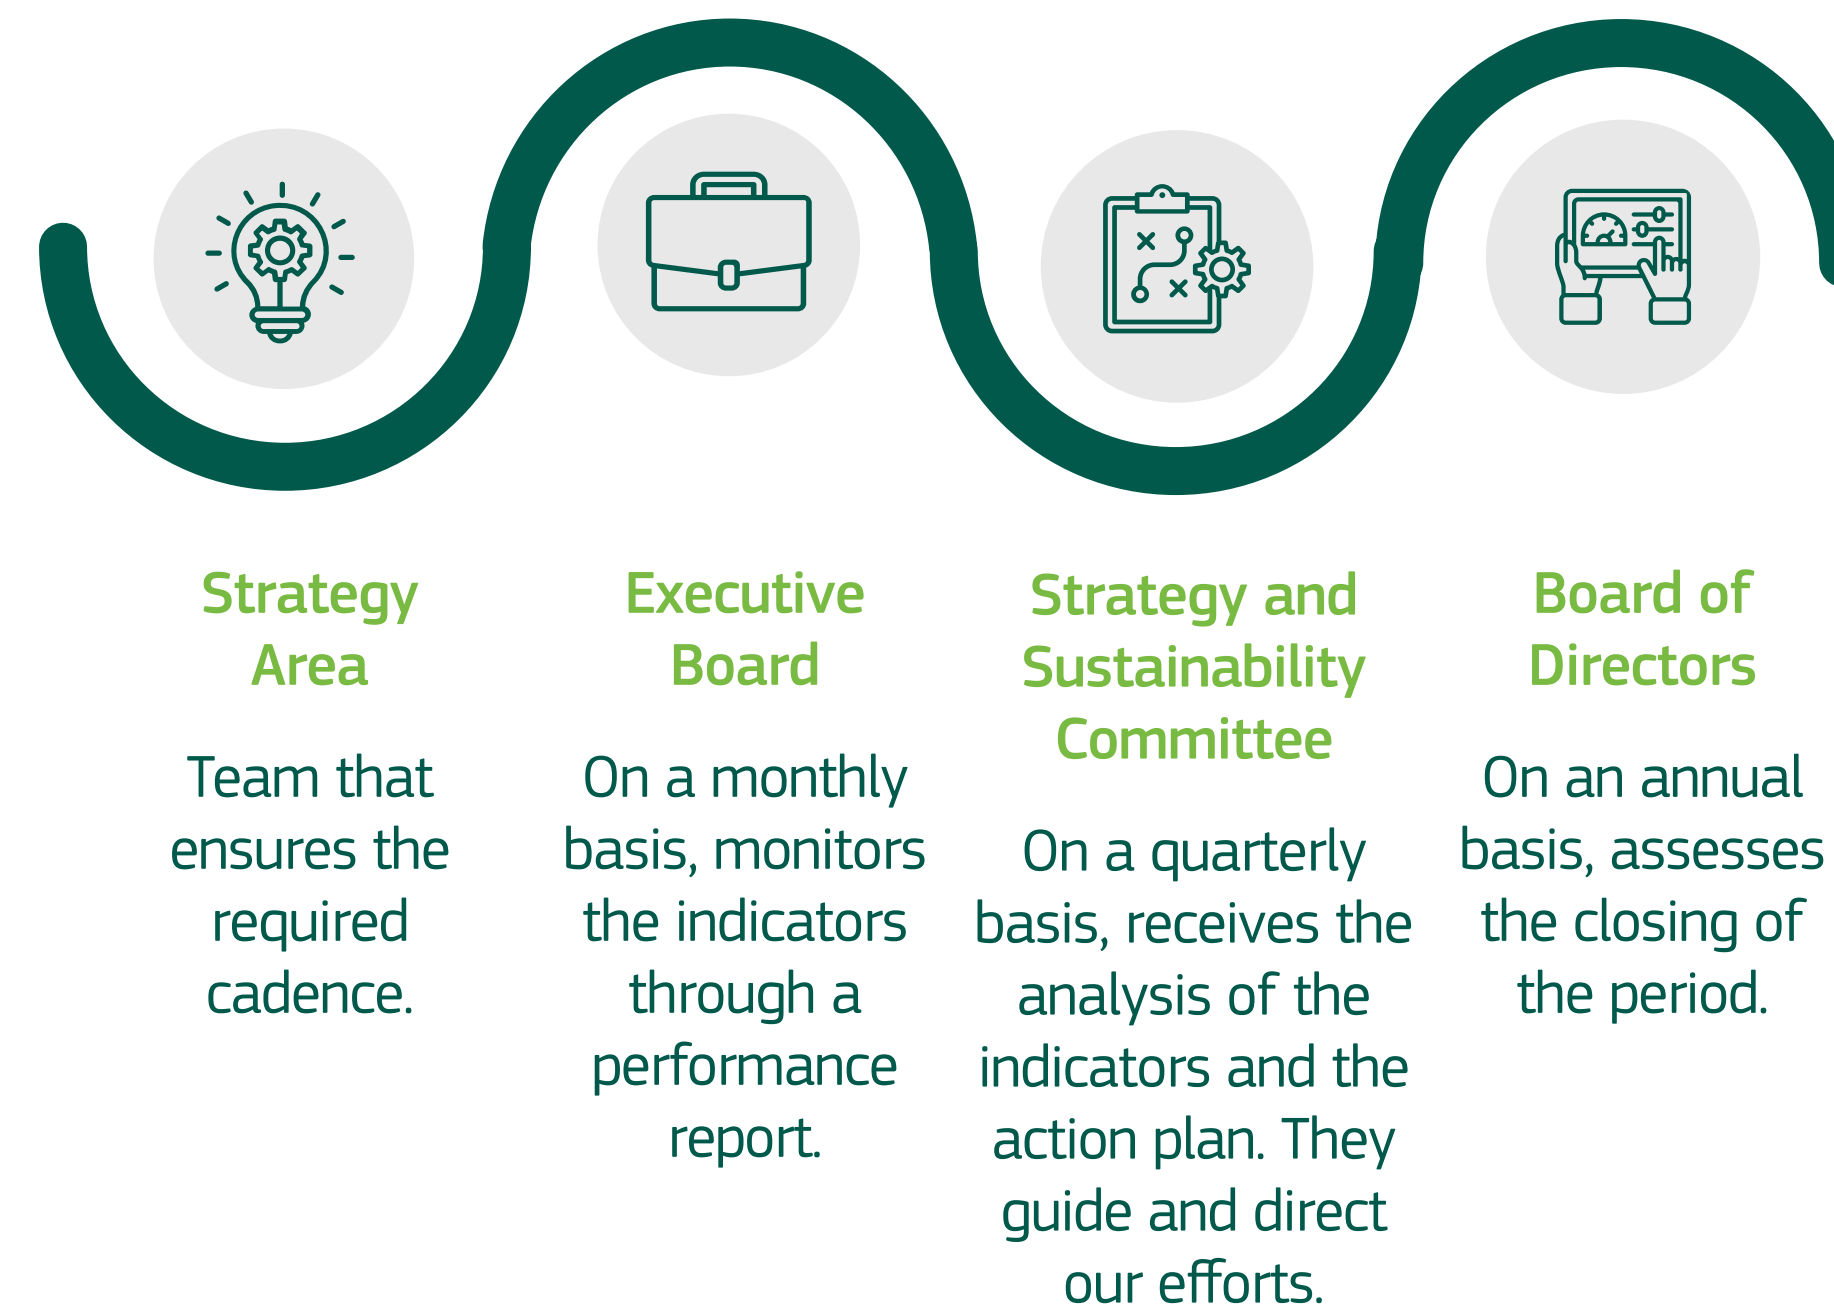 Strategy
Area
Team that
ensures the
required
cadence.
Executive
Board
On a monthly
basis, monitors
the indicators
through a
performance
report.
Strategy and
Sustainability
Committee
On a quarterly
basis, receives the
analysis of the
indicators and the
action plan. They
guide and direct
our efforts.
Board of
Directors
On an annual
basis, assesses
the closing of
the period.